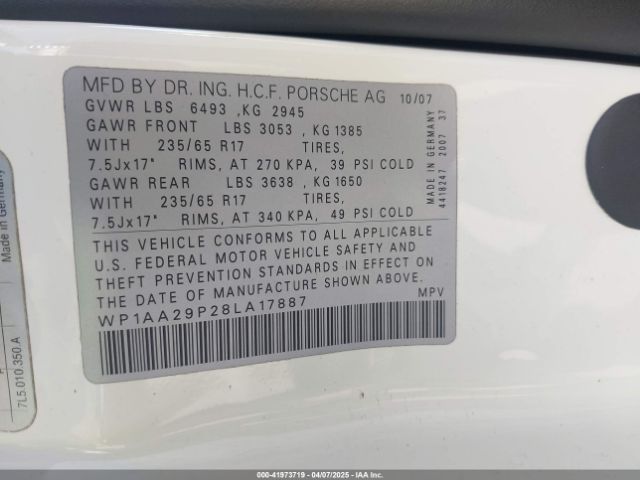 MFD BY DR. ING. H.C.F. PORSCHE AG 10/07
GVWR LBS 6493 ,KG 2945
GAWR FRONT LBS 3053 , KG 1385
WITH 235/65 R17 TIRES,
7.5Jx17" RIMS, AT 270 KPA, 39 PSI COLD
GAWR REAR LBS 3638 , KG 1650
WITH 235/65 R17 TIRES,
7.5Jx17" RIMS, AT 340 KPA, 49 PSI COLD
THIS VEHICLE CONFORMS TO ALL APPLICABLE
U.S. FEDERAL MOTOR VEHICLE SAFETY AND
THEFT PREVENTION STANDARDS IN EFFECT ON
THE DATE OF MANUFACTURE SHOWN ABOVE.
WP1AA29P28LA17887 MPV
MADE IN GERMANY
4418247 2007 37
Made in Germany
7L5.010.350.A
000-41973719 - 04/07/2025 - IAA, Inc.